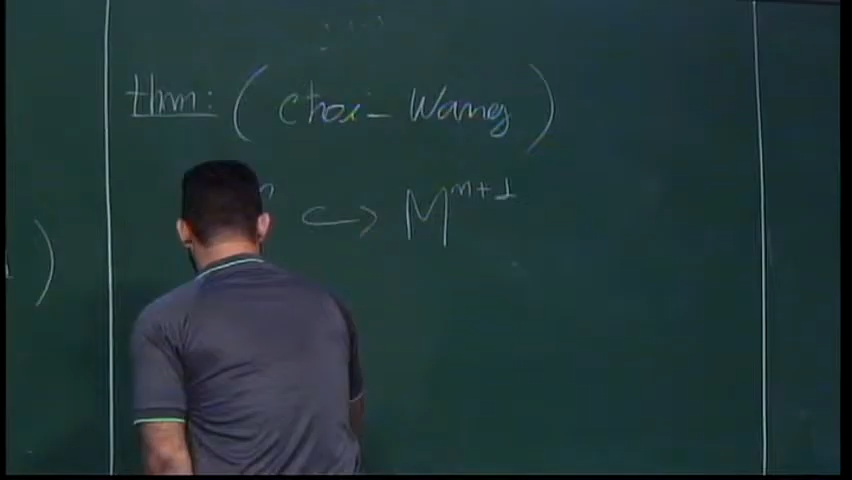 thm: (Choi-Wang)
n ↪ M^{n+1}
)